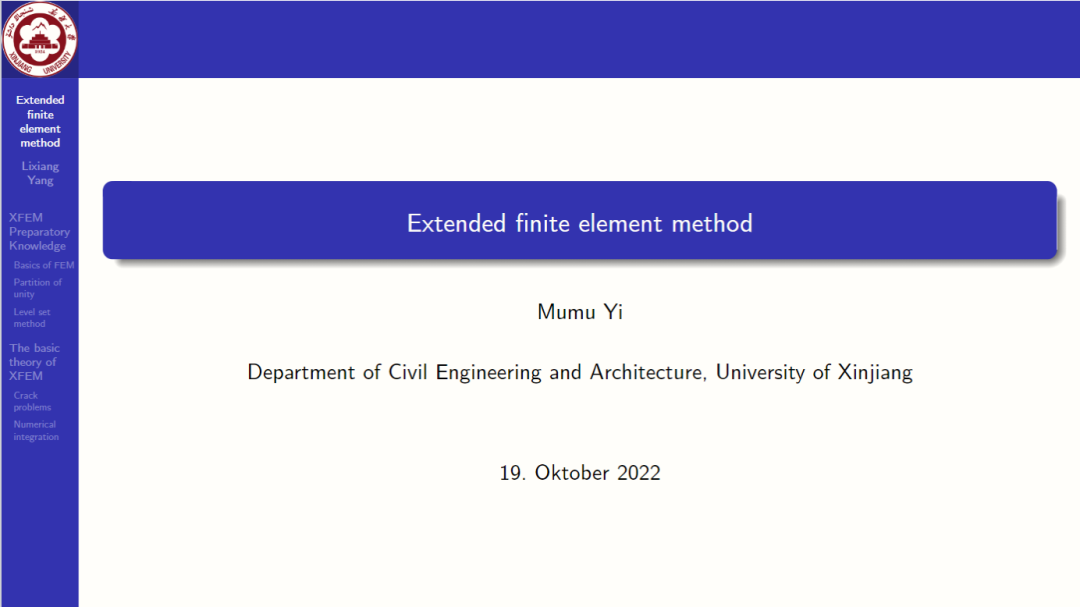 XINJIANG UNIVERSITY
Extended
finite
element
method
Lixiang
Yang
XFEM
Preparatory
Knowledge
Basics of FEM
Partition of
unity
Level set
method
The basic
theory of
XFEM
Crack
problems
Numerical
integration
Extended finite element method
Mumu Yi
Department of Civil Engineering and Architecture, University of Xinjiang
19. Oktober 2022